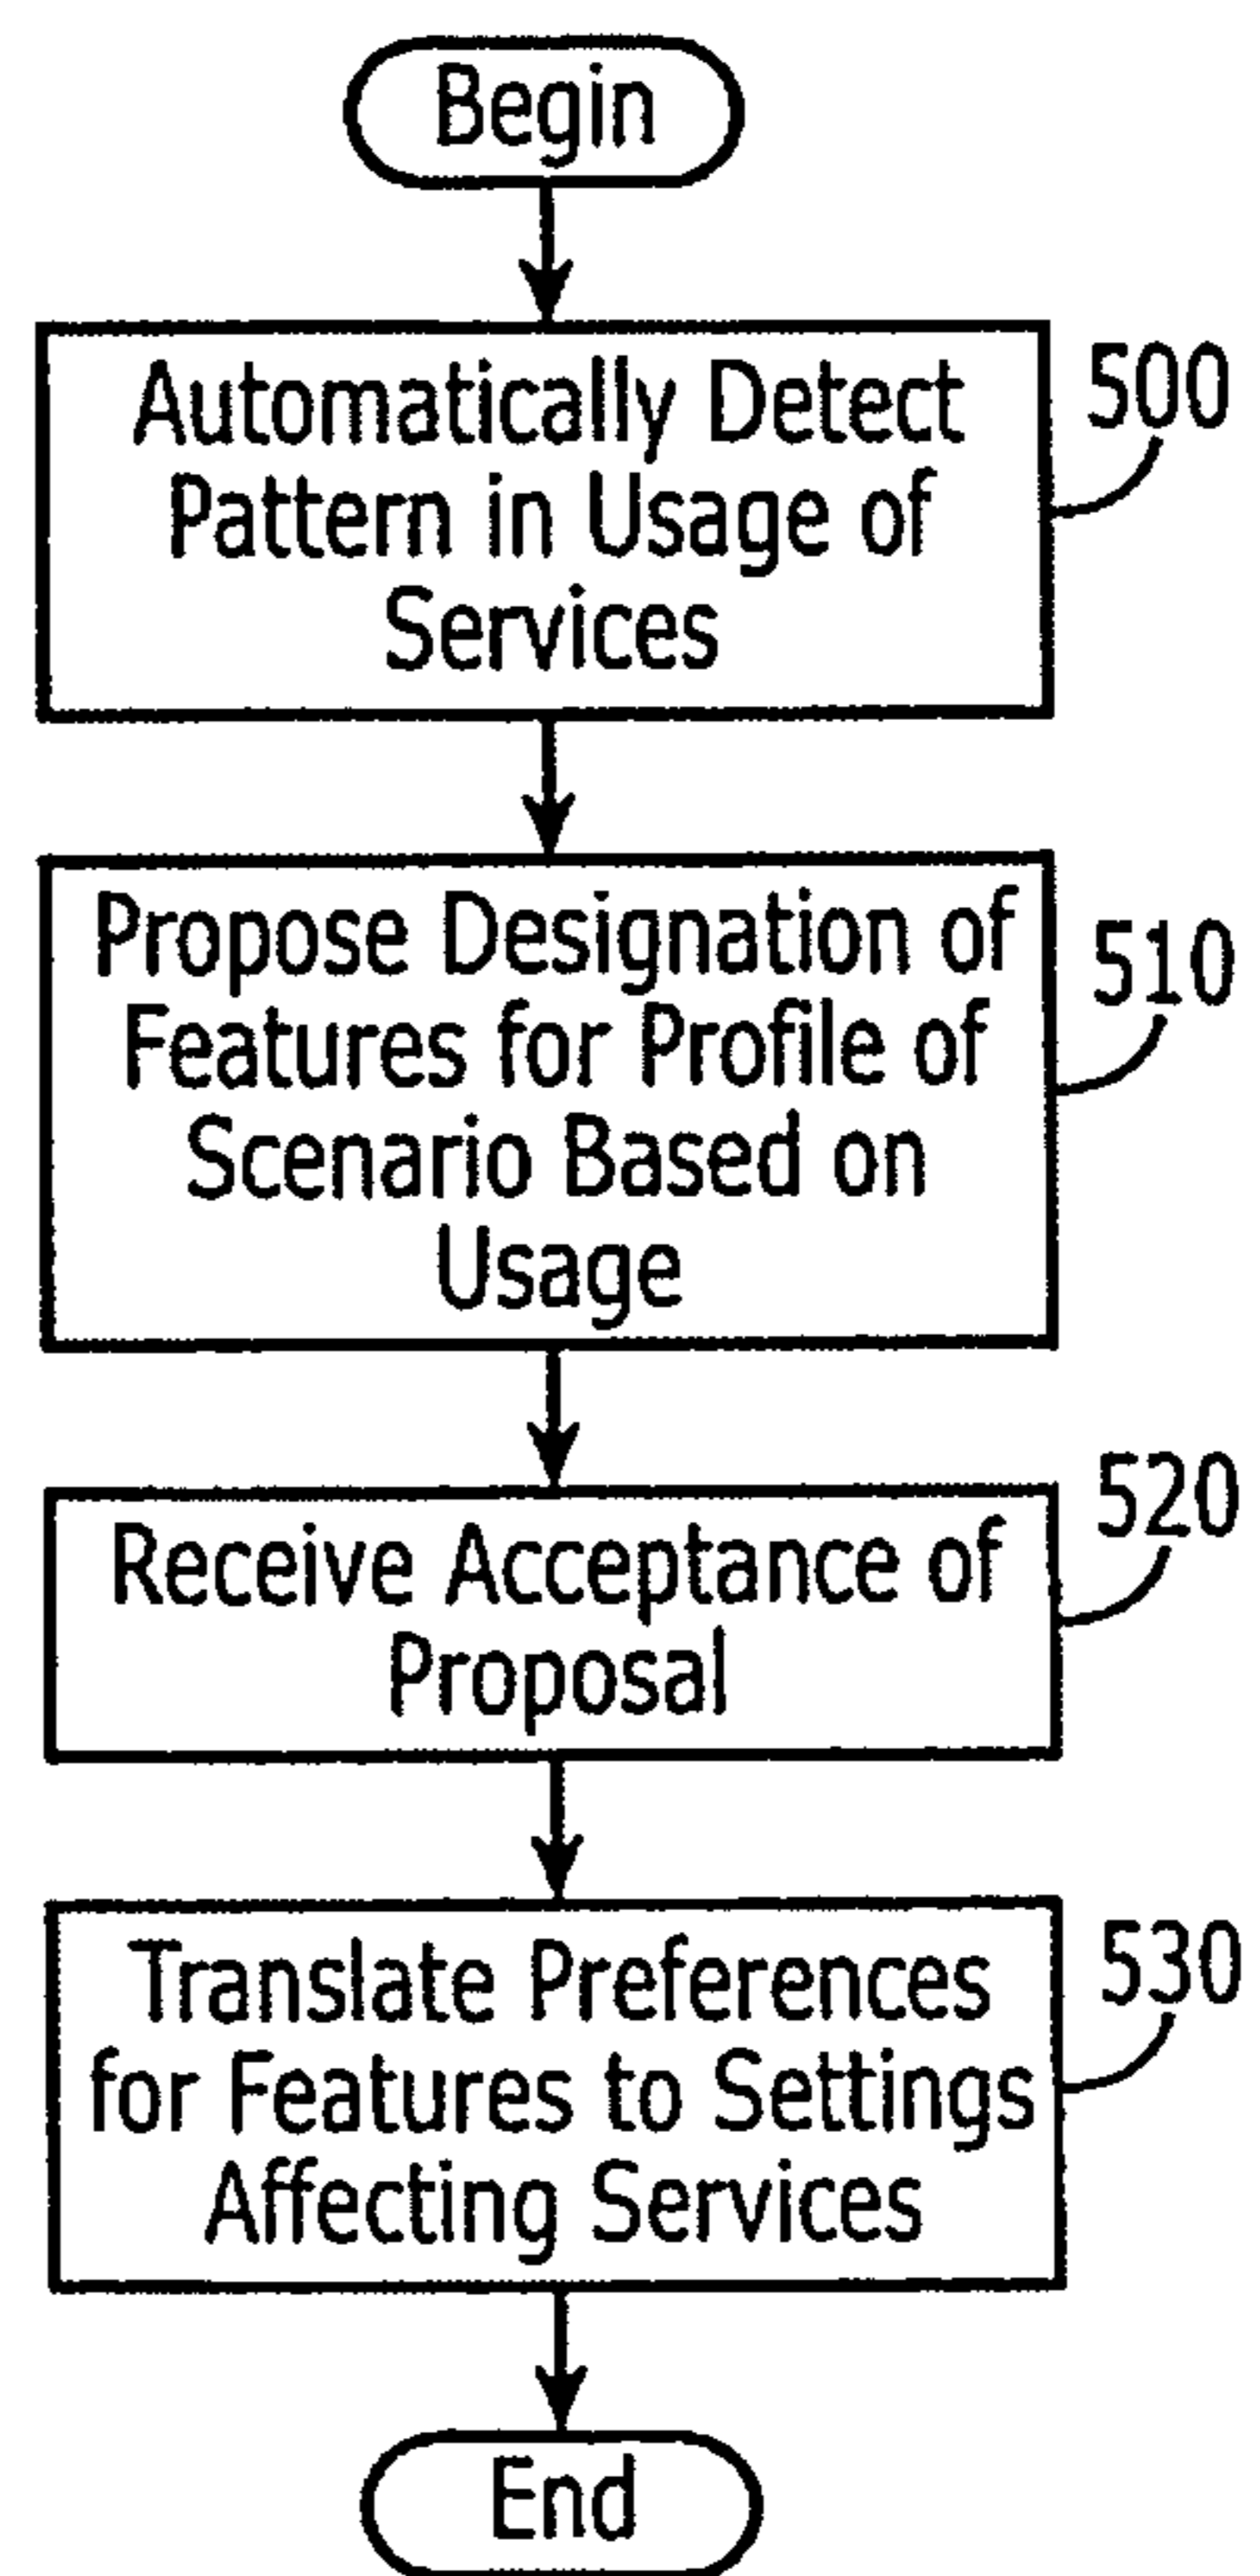 Begin
Automatically Detect
Pattern in Usage of
Services
500
Propose Designation of
Features for Profile of
Scenario Based on
Usage
510
Receive Acceptance of
Proposal
520
Translate Preferences
for Features to Settings
Affecting Services
530
End